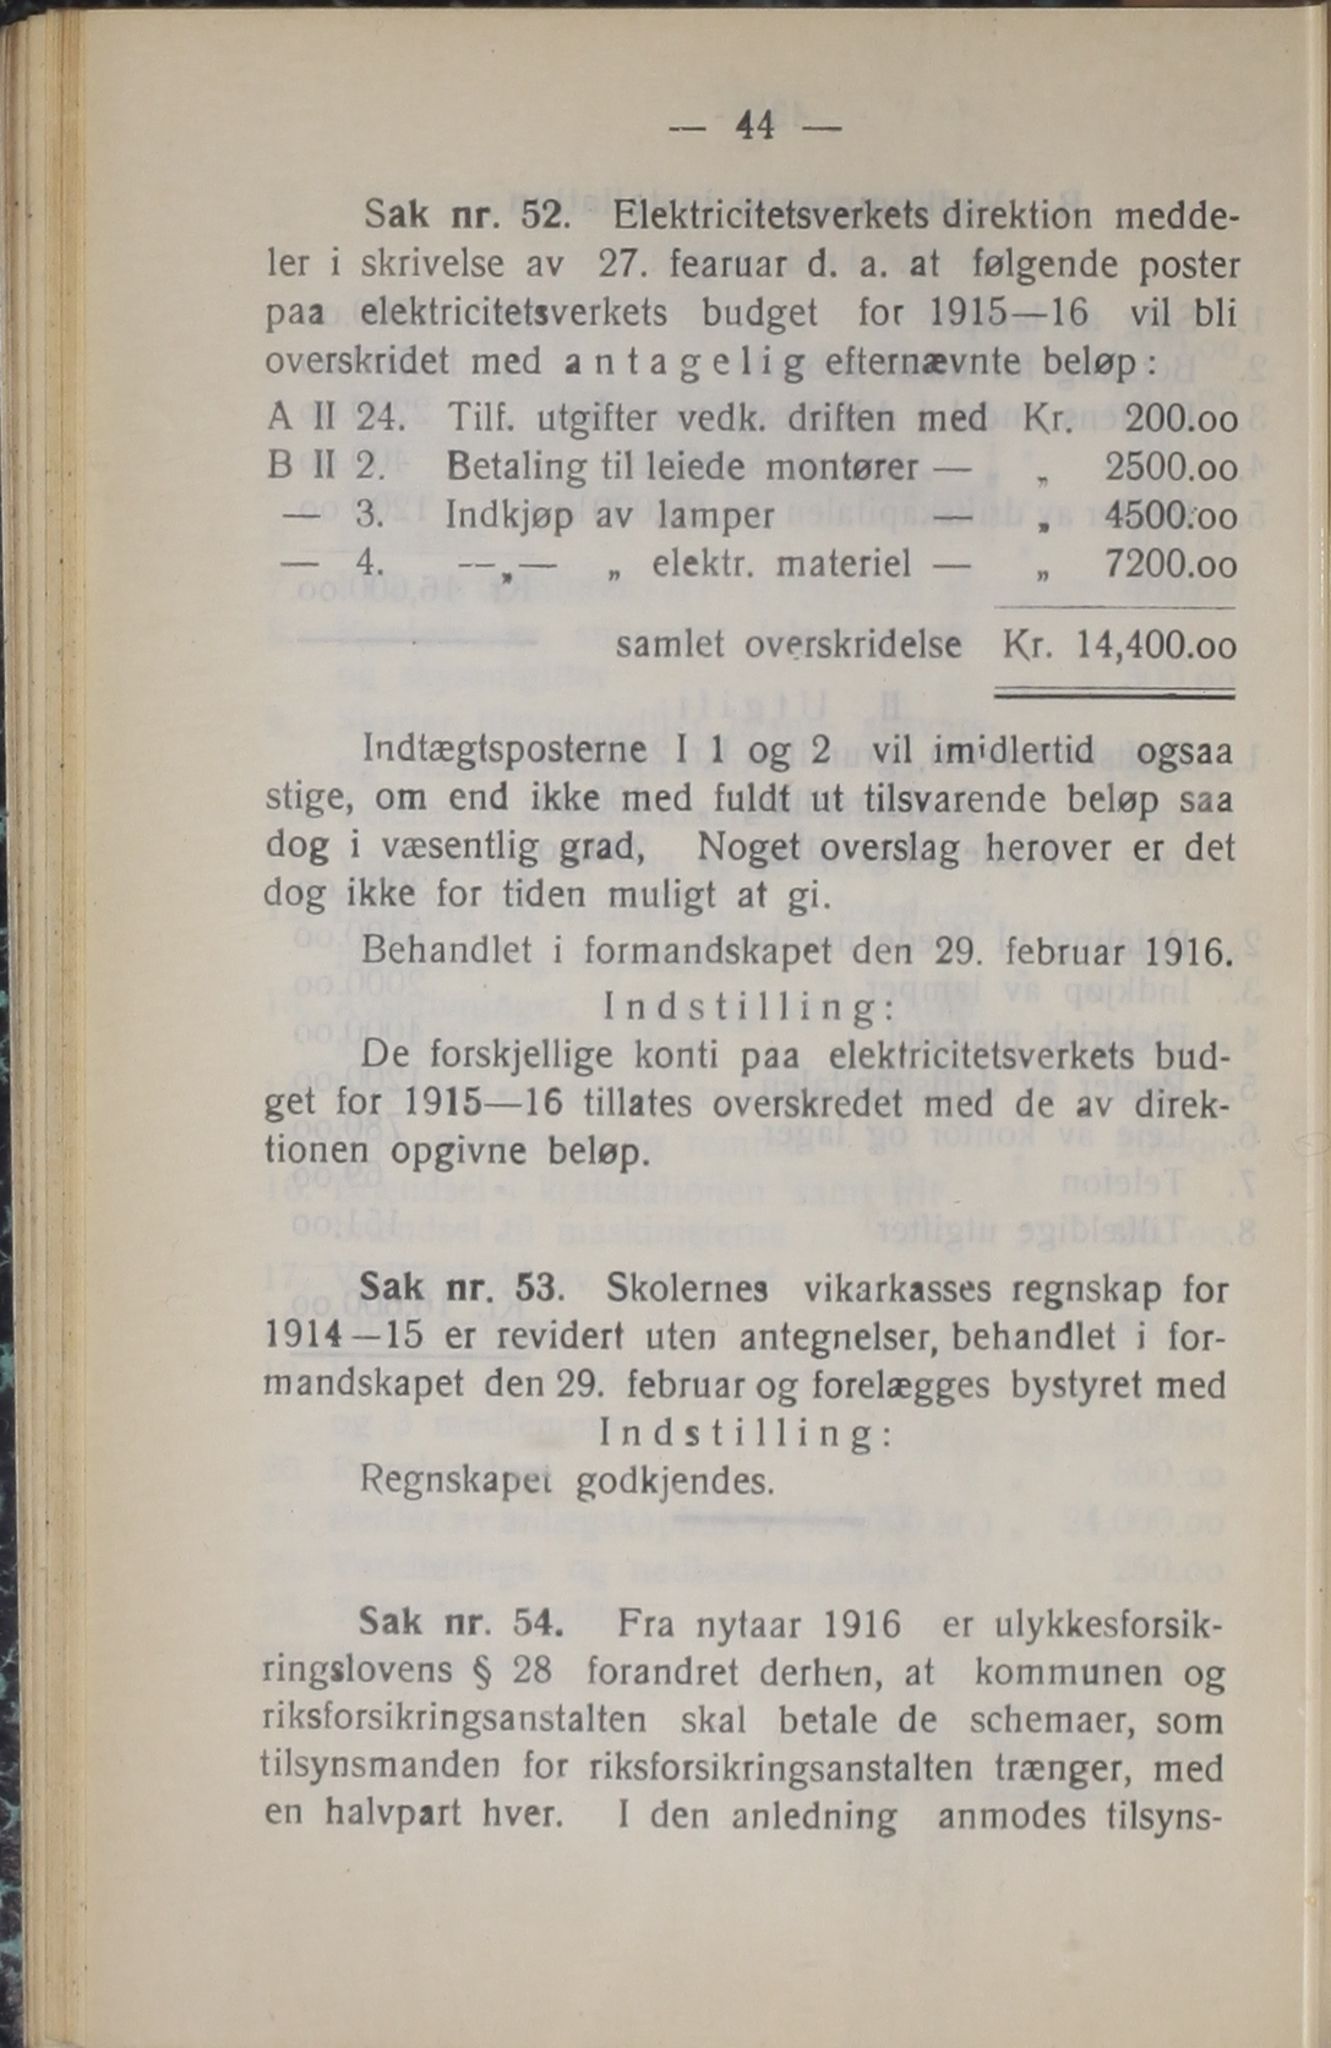 — 44 —
Sak nr. 52. Elektricitetsverkets direktion medde-
ler i skrivelse av 27. fearuar d. a. at følgende poster
paa elektricitetsverkets budget for 1915—16 vil bli
overskridet med antagelig efternævnte beløp:
A II 24. Tilf. utgifter vedk. driften med Kr. 200.oo
B II 2. Betaling til leiede montører — „ 2500.oo
— 3. Indkjøp av lamper — „ 4500.oo
— 4. —„— „ elektr. materiel — „ 7200.oo
samlet overskridelse Kr. 14,400.oo
Indtægtsposterne I 1 og 2 vil imidlertid ogsaa
stige, om end ikke med fuldt ut tilsvarende beløp saa
dog i væsentlig grad, Noget overslag herover er det
dog ikke for tiden muligt at gi.
Behandlet i formandskapet den 29. februar 1916.
Indstilling:
De forskjellige konti paa elektricitetsverkets bud-
get for 1915—16 tillates overskredet med de av direk-
tionen opgivne beløp.
Sak nr. 53. Skolernes vikarkasses regnskap for
1914—15 er revidert uten antegnelser, behandlet i for-
mandskapet den 29. februar og forelægges bystyret med
Indstilling:
Regnskapet godkjendes.
Sak nr. 54. Fra nytaar 1916 er ulykkesforsik-
ringslovens § 28 forandret derhen, at kommunen og
riksforsikringsanstalten skal betale de schemaer, som
tilsynsmanden for riksforsikringsanstalten trænger, med
en halvpart hver. I den anledning anmodes tilsyns-